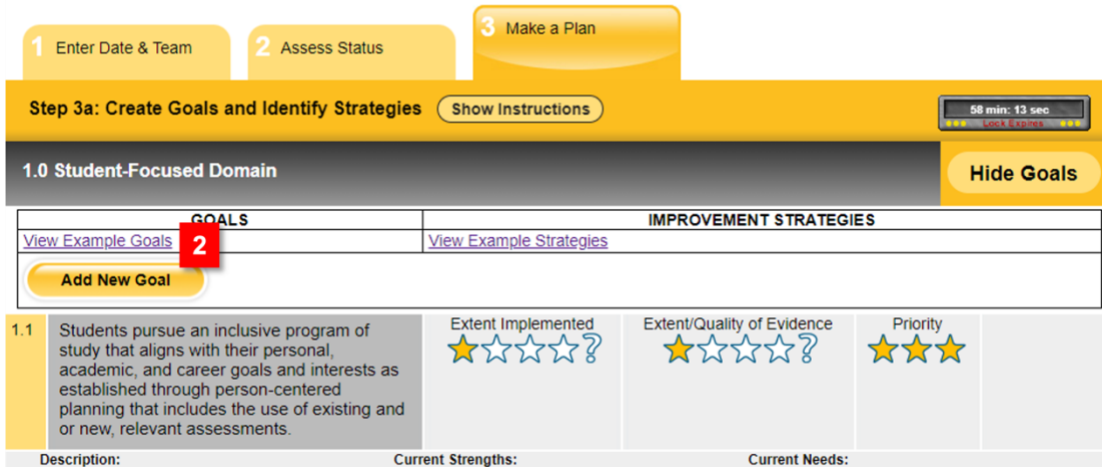 1 Enter Date & Team
2 Assess Status
3 Make a Plan
Step 3a: Create Goals and Identify Strategies
Show Instructions
58 min: 13 sec
Lock Expires
1.0 Student-Focused Domain
Hide Goals
GOALS
IMPROVEMENT STRATEGIES
View Example Goals
2
View Example Strategies
Add New Goal
1.1
Students pursue an inclusive program of
study that aligns with their personal,
academic, and career goals and interests as
established through person-centered
planning that includes the use of existing and
or new, relevant assessments.
Extent Implemented
?
Extent/Quality of Evidence
?
Priority
Description:
Current Strengths:
Current Needs: